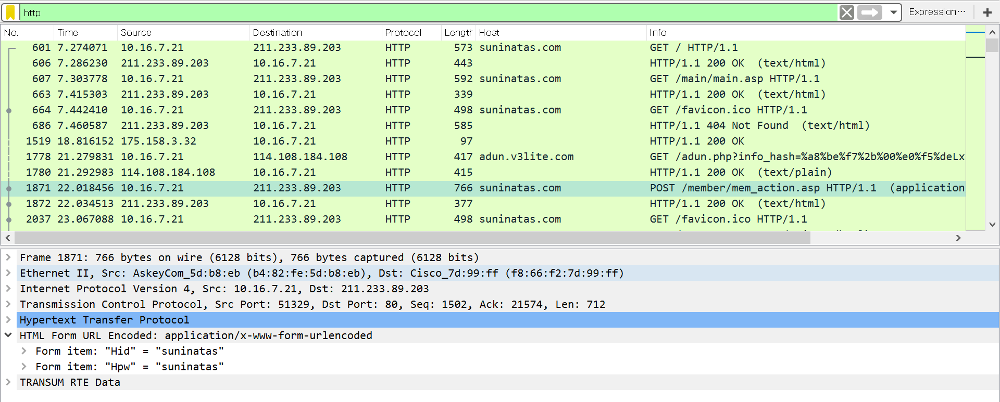 http Expression···
No. Time Source Destination Protocol Length Host Info
601 7.274071 10.16.7.21 211.233.89.203 HTTP 573 suninatas.com GET / HTTP/1.1
606 7.286230 211.233.89.203 10.16.7.21 HTTP 443 HTTP/1.1 200 OK (text/html)
607 7.303778 10.16.7.21 211.233.89.203 HTTP 592 suninatas.com GET /main/main.asp HTTP/1.1
663 7.415303 211.233.89.203 10.16.7.21 HTTP 339 HTTP/1.1 200 OK (text/html)
664 7.442410 10.16.7.21 211.233.89.203 HTTP 498 suninatas.com GET /favicon.ico HTTP/1.1
686 7.460587 211.233.89.203 10.16.7.21 HTTP 585 HTTP/1.1 404 Not Found (text/html)
1519 18.816152 175.158.3.32 10.16.7.21 HTTP 97 HTTP/1.1 200 OK
1778 21.279831 10.16.7.21 114.108.184.108 HTTP 417 adun.v3lite.com GET /adun.php?info_hash=%a8%be%f7%2b%00%e0%f5%deLx
1780 21.292983 114.108.184.108 10.16.7.21 HTTP 415 HTTP/1.1 200 OK (text/plain)
1871 22.018456 10.16.7.21 211.233.89.203 HTTP 766 suninatas.com POST /member/mem_action.asp HTTP/1.1 (application
1872 22.034513 211.233.89.203 10.16.7.21 HTTP 377 HTTP/1.1 200 OK (text/html)
2037 23.067088 10.16.7.21 211.233.89.203 HTTP 498 suninatas.com GET /favicon.ico HTTP/1.1
Frame 1871: 766 bytes on wire (6128 bits), 766 bytes captured (6128 bits)
Ethernet II, Src: AskeyCom_5d:b8:eb (b4:82:fe:5d:b8:eb), Dst: Cisco_7d:99:ff (f8:66:f2:7d:99:ff)
Internet Protocol Version 4, Src: 10.16.7.21, Dst: 211.233.89.203
Transmission Control Protocol, Src Port: 51329, Dst Port: 80, Seq: 1502, Ack: 21574, Len: 712
Hypertext Transfer Protocol
HTML Form URL Encoded: application/x-www-form-urlencoded
Form item: "Hid" = "suninatas"
Form item: "Hpw" = "suninatas"
TRANSUM RTE Data